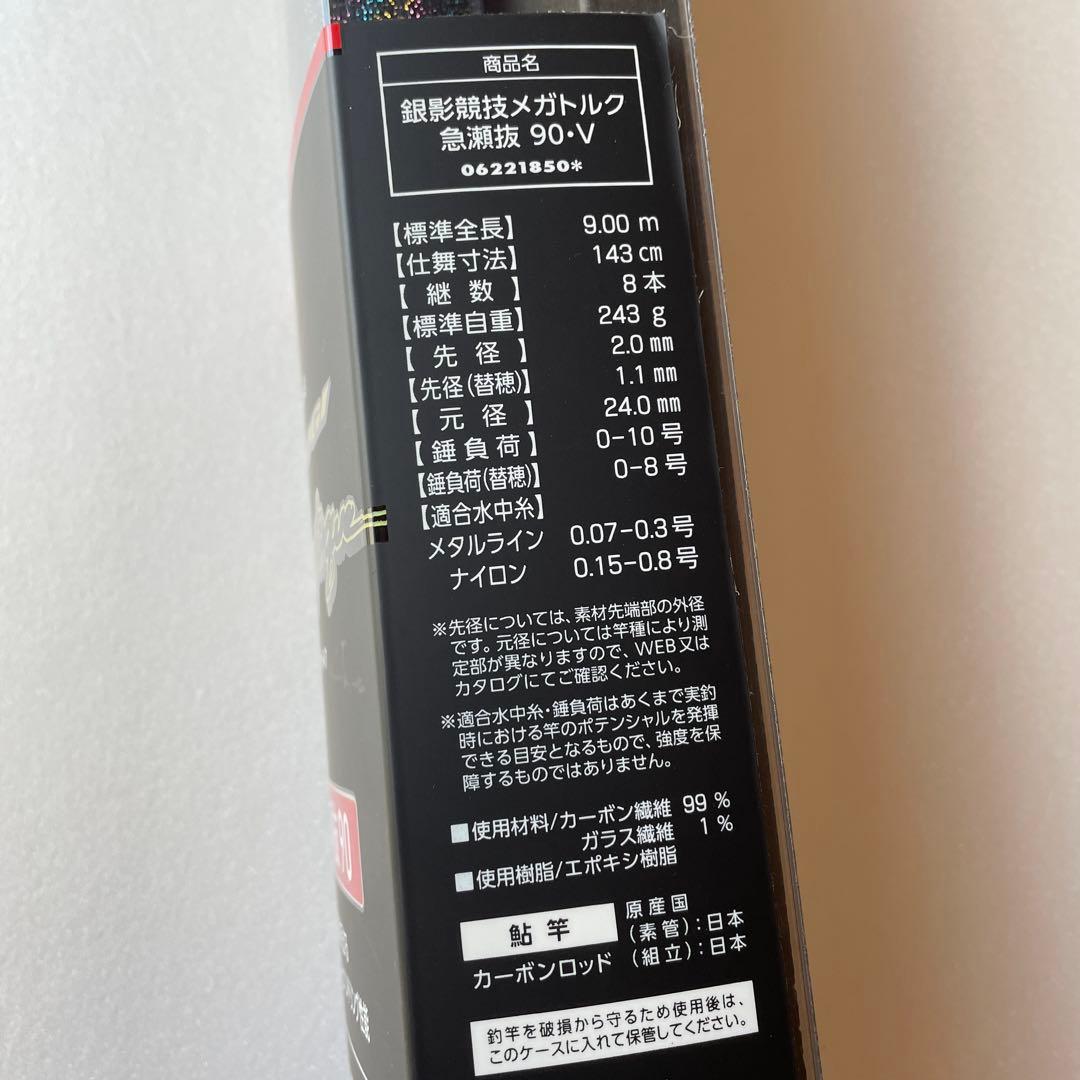 商品名
銀影競技メガトルク
急瀬抜 90・V
06221850*
【標準全長】 9.00 m
【仕舞寸法】 143 cm
【継数】 8本
【標準自重】 243 g
【先径】 2.0 mm
【先径(替穂)】 1.1 mm
【元径】 24.0 mm
【錘負荷】 0-10号
【錘負荷(替穂)】 0-8号
【適合水中糸】
メタルライン 0.07-0.3号
ナイロン 0.15-0.8号
※先径については、素材先端部の外径
です。元径については竿種により測
定部が異なりますので、WEB又は
カタログにてご確認ください。
※適合水中糸・錘負荷はあくまで実釣
時における竿のポテンシャルを発揮
できる目安となるもので、強度を保
障するものではありません。
■使用材料/カーボン繊維 99 %
ガラス繊維 1 %
■使用樹脂/エポキシ樹脂
鮎竿
カーボンロッド
原産国
(素管):日本
(組立):日本
釣竿を破損から守るため使用後は、
このケースに入れて保管してください。
90